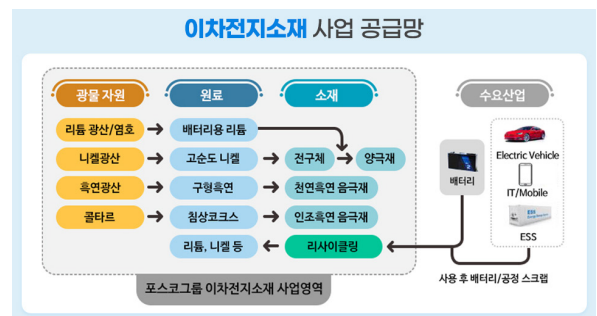 이차전지소재 사업 공급망
광물 자원
원료
소재
수요산업
리튬 광산/염호
배터리용 리튬
니켈광산
고순도 니켈
전구체
양극재
흑연광산
구형흑연
천연흑연 음극재
콜타르
침상코크스
인조흑연 음극재
리튬, 니켈 등
리사이클링
배터리
Electric Vehicle
IT/Mobile
ESS
사용 후 배터리/공정 스크랩
포스코그룹 이차전지소재 사업영역